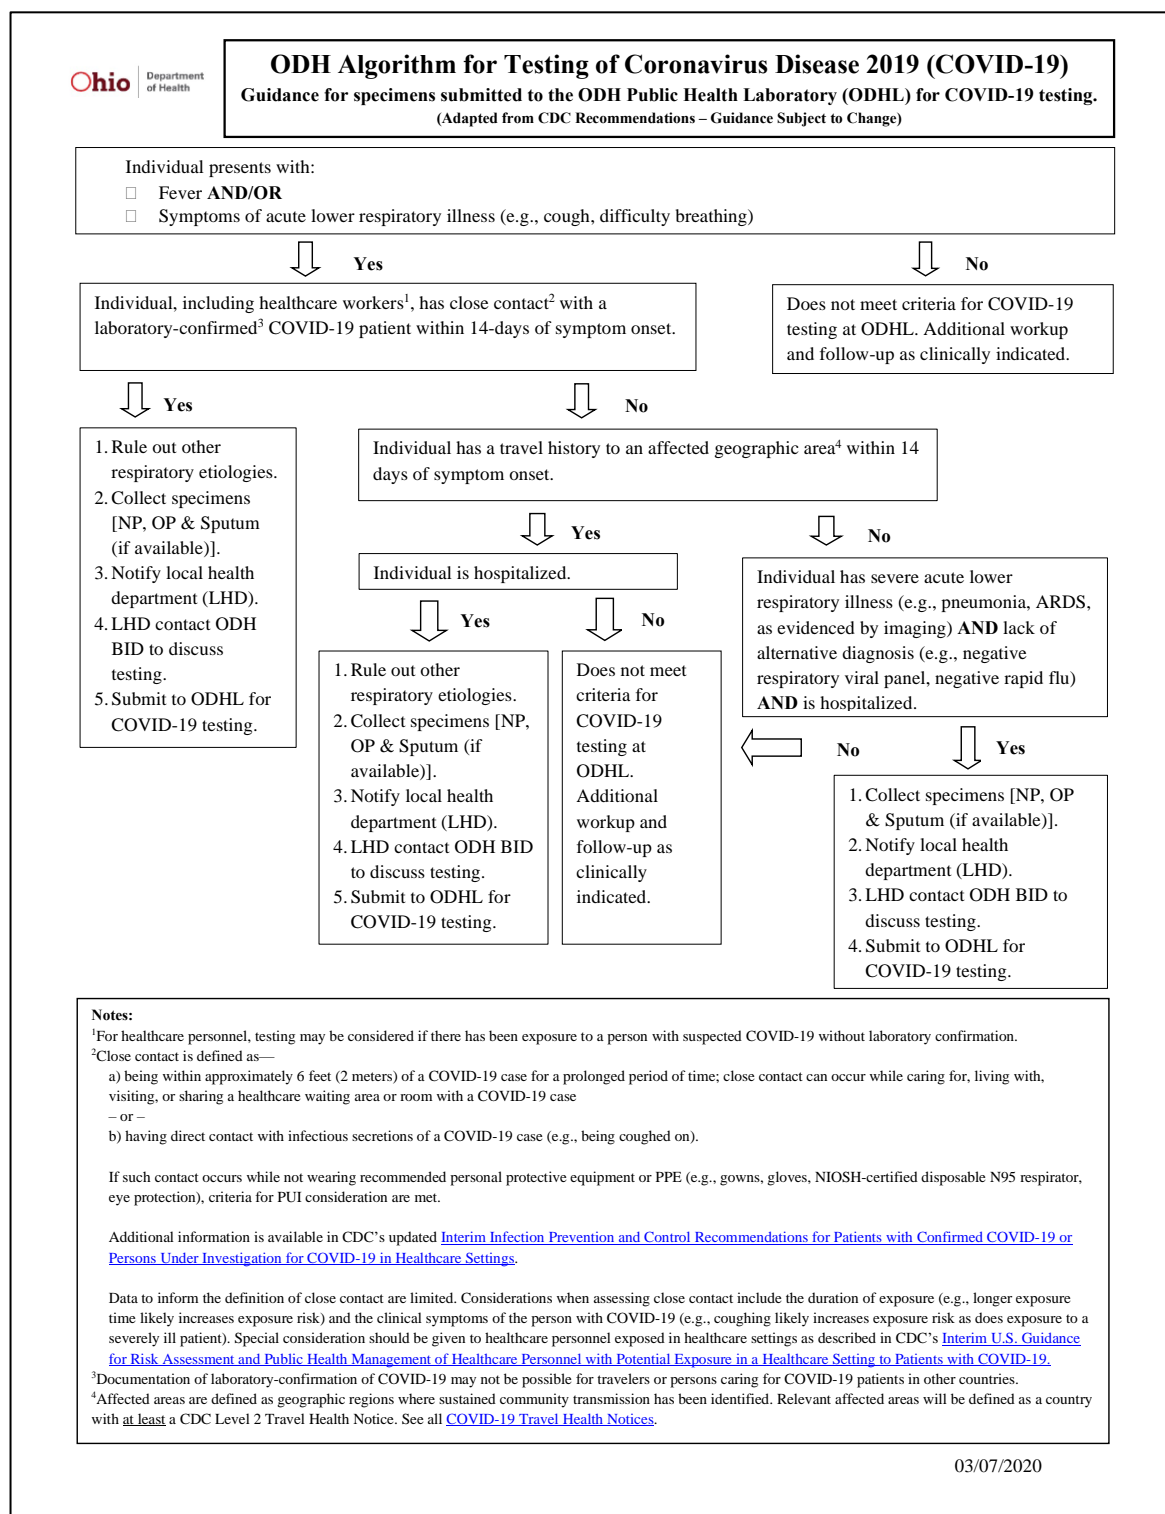 Ohio Department
of Health
ODH Algorithm for Testing of Coronavirus Disease 2019 (COVID-19)
Guidance for specimens submitted to the ODH Public Health Laboratory (ODHL) for COVID-19 testing.
(Adapted from CDC Recommendations – Guidance Subject to Change)
Individual presents with:
☐ Fever AND/OR
☐ Symptoms of acute lower respiratory illness (e.g., cough, difficulty breathing)
Yes
No
Individual, including healthcare workers¹, has close contact² with a
laboratory-confirmed³ COVID-19 patient within 14-days of symptom onset.
Does not meet criteria for COVID-19
testing at ODHL. Additional workup
and follow-up as clinically indicated.
Yes
No
1. Rule out other
respiratory etiologies.
2. Collect specimens
[NP, OP & Sputum
(if available)].
3. Notify local health
department (LHD).
4. LHD contact ODH
BID to discuss
testing.
5. Submit to ODHL for
COVID-19 testing.
Individual has a travel history to an affected geographic area⁴ within 14
days of symptom onset.
Yes
No
Individual is hospitalized.
Individual has severe acute lower
respiratory illness (e.g., pneumonia, ARDS,
as evidenced by imaging) AND lack of
alternative diagnosis (e.g., negative
respiratory viral panel, negative rapid flu)
AND is hospitalized.
Yes
No
1. Rule out other
respiratory etiologies.
2. Collect specimens [NP,
OP & Sputum (if
available)].
3. Notify local health
department (LHD).
4. LHD contact ODH BID
to discuss testing.
5. Submit to ODHL for
COVID-19 testing.
Does not meet
criteria for
COVID-19
testing at
ODHL.
Additional
workup and
follow-up as
clinically
indicated.
No
Yes
1. Collect specimens [NP, OP
& Sputum (if available)].
2. Notify local health
department (LHD).
3. LHD contact ODH BID to
discuss testing.
4. Submit to ODHL for
COVID-19 testing.
Notes:
¹For healthcare personnel, testing may be considered if there has been exposure to a person with suspected COVID-19 without laboratory confirmation.
²Close contact is defined as—
a) being within approximately 6 feet (2 meters) of a COVID-19 case for a prolonged period of time; close contact can occur while caring for, living with,
visiting, or sharing a healthcare waiting area or room with a COVID-19 case
– or –
b) having direct contact with infectious secretions of a COVID-19 case (e.g., being coughed on).
If such contact occurs while not wearing recommended personal protective equipment or PPE (e.g., gowns, gloves, NIOSH-certified disposable N95 respirator,
eye protection), criteria for PUI consideration are met.
Additional information is available in CDC’s updated Interim Infection Prevention and Control Recommendations for Patients with Confirmed COVID-19 or
Persons Under Investigation for COVID-19 in Healthcare Settings.
Data to inform the definition of close contact are limited. Considerations when assessing close contact include the duration of exposure (e.g., longer exposure
time likely increases exposure risk) and the clinical symptoms of the person with COVID-19 (e.g., coughing likely increases exposure risk as does exposure to a
severely ill patient). Special consideration should be given to healthcare personnel exposed in healthcare settings as described in CDC’s Interim U.S. Guidance
for Risk Assessment and Public Health Management of Healthcare Personnel with Potential Exposure in a Healthcare Setting to Patients with COVID-19.
³Documentation of laboratory-confirmation of COVID-19 may not be possible for travelers or persons caring for COVID-19 patients in other countries.
⁴Affected areas are defined as geographic regions where sustained community transmission has been identified. Relevant affected areas will be defined as a country
with at least a CDC Level 2 Travel Health Notice. See all COVID-19 Travel Health Notices.
03/07/2020